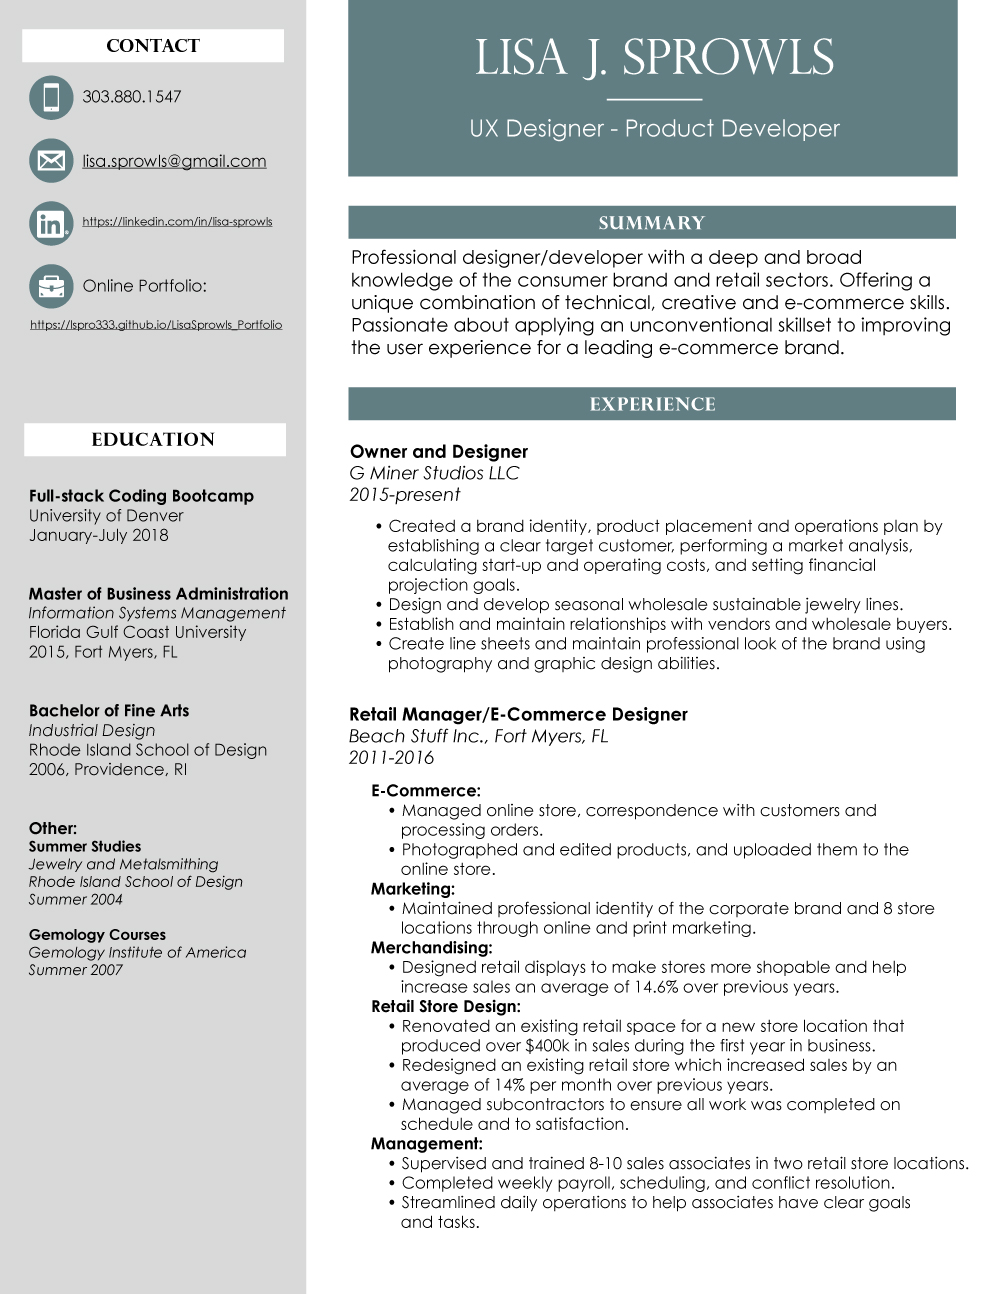 CONTACT
303.880.1547
lisa.sprowls@gmail.com
in
https://linkedin.com/in/lisa-sprowls
Online Portfolio:
https://lspro333.github.io/LisaSprowls_Portfolio
EDUCATION
Full-stack Coding Bootcamp
University of Denver
January-July 2018
Master of Business Administration
Information Systems Management
Florida Gulf Coast University
2015, Fort Myers, FL
Bachelor of Fine Arts
Industrial Design
Rhode Island School of Design
2006, Providence, RI
Other:
Summer Studies
Jewelry and Metalsmithing
Rhode Island School of Design
Summer 2004
Gemology Courses
Gemology Institute of America
Summer 2007
LISA J. SPROWLS
UX Designer - Product Developer
SUMMARY
Professional designer/developer with a deep and broad
knowledge of the consumer brand and retail sectors. Offering a
unique combination of technical, creative and e-commerce skills.
Passionate about applying an unconventional skillset to improving
the user experience for a leading e-commerce brand.
EXPERIENCE
Owner and Designer
G Miner Studios LLC
2015-present
• Created a brand identity, product placement and operations plan by
establishing a clear target customer, performing a market analysis,
calculating start-up and operating costs, and setting financial
projection goals.
• Design and develop seasonal wholesale sustainable jewelry lines.
• Establish and maintain relationships with vendors and wholesale buyers.
• Create line sheets and maintain professional look of the brand using
photography and graphic design abilities.
Retail Manager/E-Commerce Designer
Beach Stuff Inc., Fort Myers, FL
2011-2016
E-Commerce:
• Managed online store, correspondence with customers and
processing orders.
• Photographed and edited products, and uploaded them to the
online store.
Marketing:
• Maintained professional identity of the corporate brand and 8 store
locations through online and print marketing.
Merchandising:
• Designed retail displays to make stores more shopable and help
increase sales an average of 14.6% over previous years.
Retail Store Design:
• Renovated an existing retail space for a new store location that
produced over $400k in sales during the first year in business.
• Redesigned an existing retail store which increased sales by an
average of 14% per month over previous years.
• Managed subcontractors to ensure all work was completed on
schedule and to satisfaction.
Management:
• Supervised and trained 8-10 sales associates in two retail store locations.
• Completed weekly payroll, scheduling, and conflict resolution.
• Streamlined daily operations to help associates have clear goals
and tasks.